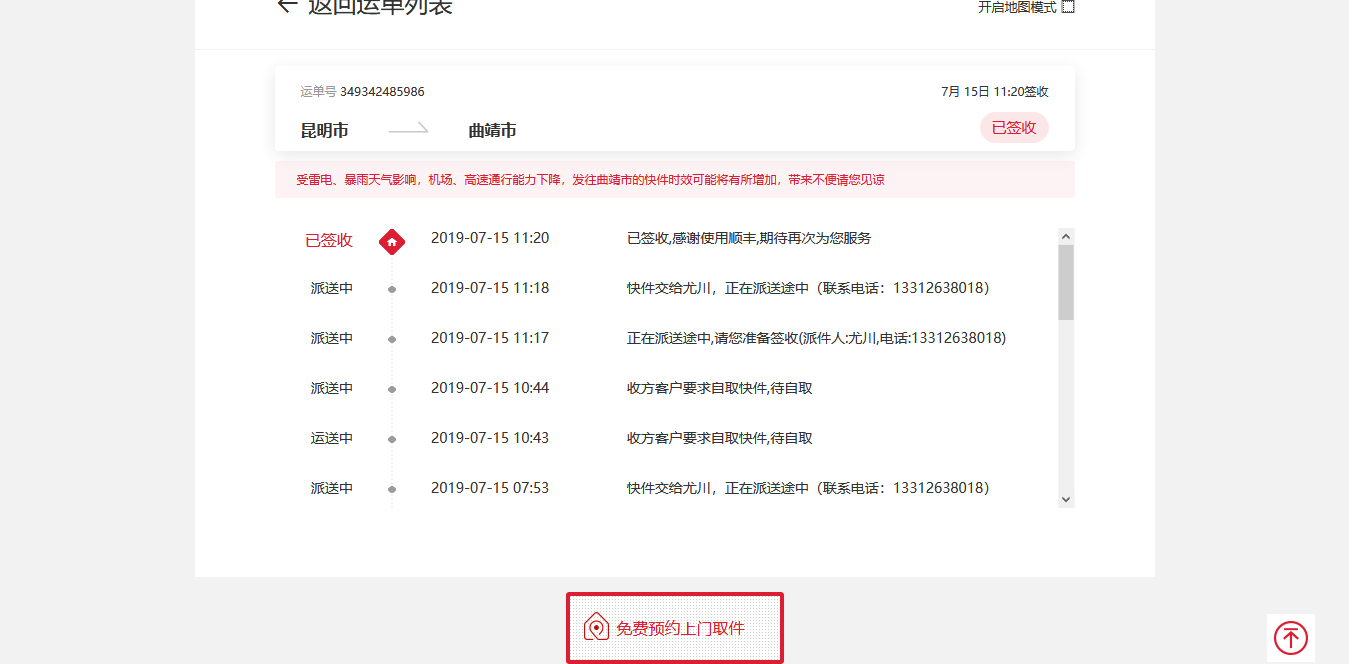 返回运单列表
开启地图模式
运单号 349342485986
7月 15日 11:20签收
昆明市 曲靖市
已签收
受雷电、暴雨天气影响，机场、高速通行能力下降，发往曲靖市的快件时效可能将有所增加，带来不便请您见谅
已签收 2019-07-15 11:20 已签收,感谢使用顺丰,期待再次为您服务
派送中 2019-07-15 11:18 快件交给尤川，正在派送途中（联系电话：13312638018）
派送中 2019-07-15 11:17 正在派送途中,请您准备签收(派件人:尤川,电话:13312638018)
派送中 2019-07-15 10:44 收方客户要求自取快件,待自取
运送中 2019-07-15 10:43 收方客户要求自取快件,待自取
派送中 2019-07-15 07:53 快件交给尤川，正在派送途中（联系电话：13312638018）
免费预约上门取件